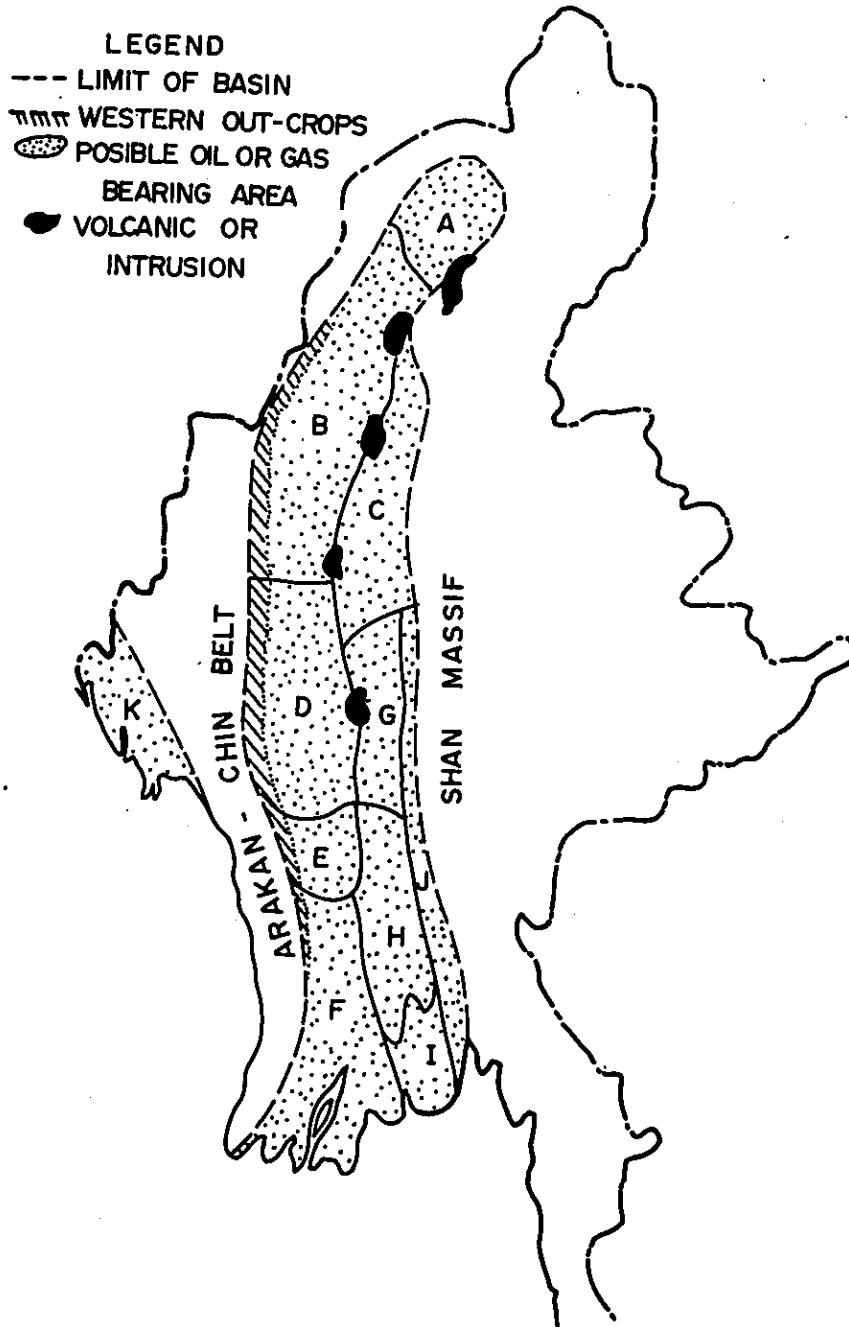 LEGEND
LIMIT OF BASIN
WESTERN OUT-CROPS
POSIBLE OIL OR GAS
BEARING AREA
VOLCANIC OR
INTRUSION
A
B
C
CHIN BELT
SHAN MASSIF
K
D
G
ARAKAN -
E
J
H
F
I